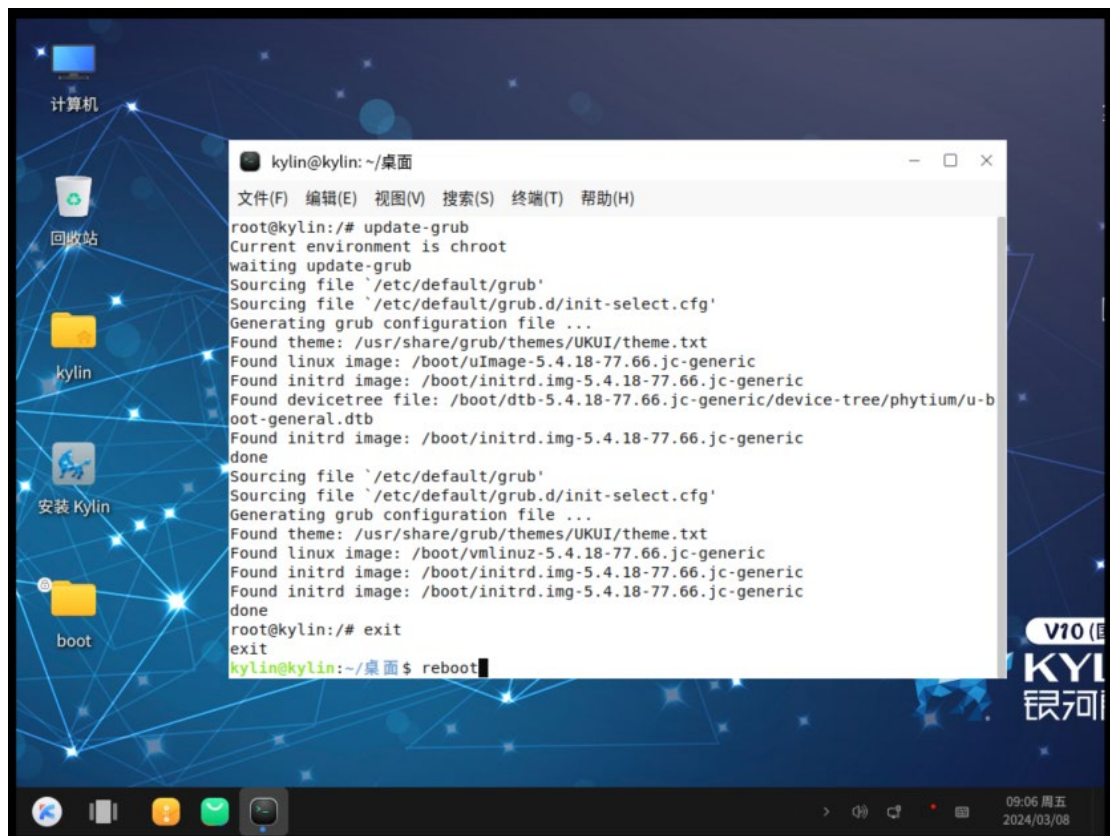 计算机
回收站
kylin
安装 Kylin
boot
kylin@kylin: ~/桌面
文件(F) 编辑(E) 视图(V) 搜索(S) 终端(T) 帮助(H)
root@kylin:/# update-grub
Current environment is chroot
waiting update-grub
Sourcing file `/etc/default/grub'
Sourcing file `/etc/default/grub.d/init-select.cfg'
Generating grub configuration file ...
Found theme: /usr/share/grub/themes/UKUI/theme.txt
Found linux image: /boot/uImage-5.4.18-77.66.jc-generic
Found initrd image: /boot/initrd.img-5.4.18-77.66.jc-generic
Found devicetree file: /boot/dtb-5.4.18-77.66.jc-generic/device-tree/phytium/u-b
oot-general.dtb
Found initrd image: /boot/initrd.img-5.4.18-77.66.jc-generic
done
Sourcing file `/etc/default/grub'
Sourcing file `/etc/default/grub.d/init-select.cfg'
Generating grub configuration file ...
Found theme: /usr/share/grub/themes/UKUI/theme.txt
Found linux image: /boot/vmlinuz-5.4.18-77.66.jc-generic
Found initrd image: /boot/initrd.img-5.4.18-77.66.jc-generic
Found initrd image: /boot/initrd.img-5.4.18-77.66.jc-generic
done
root@kylin:/# exit
exit
kylin@kylin:~/桌面$ reboot
V10
KYL
银河
09:06 周五
2024/03/08